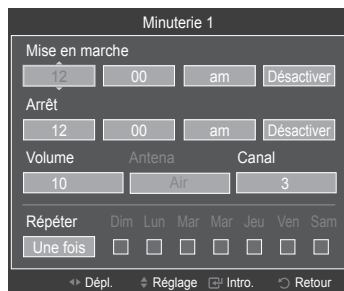 Minuterie 1
Mise en marche
12 00 am Désactiver
Arrêt
12 00 am Désactiver
Volume Antena Canal
10 Air 3
Répéter Dim Lun Mar Mar Jeu Ven Sam
Une fois
Dépl. Réglage Intro. Retour